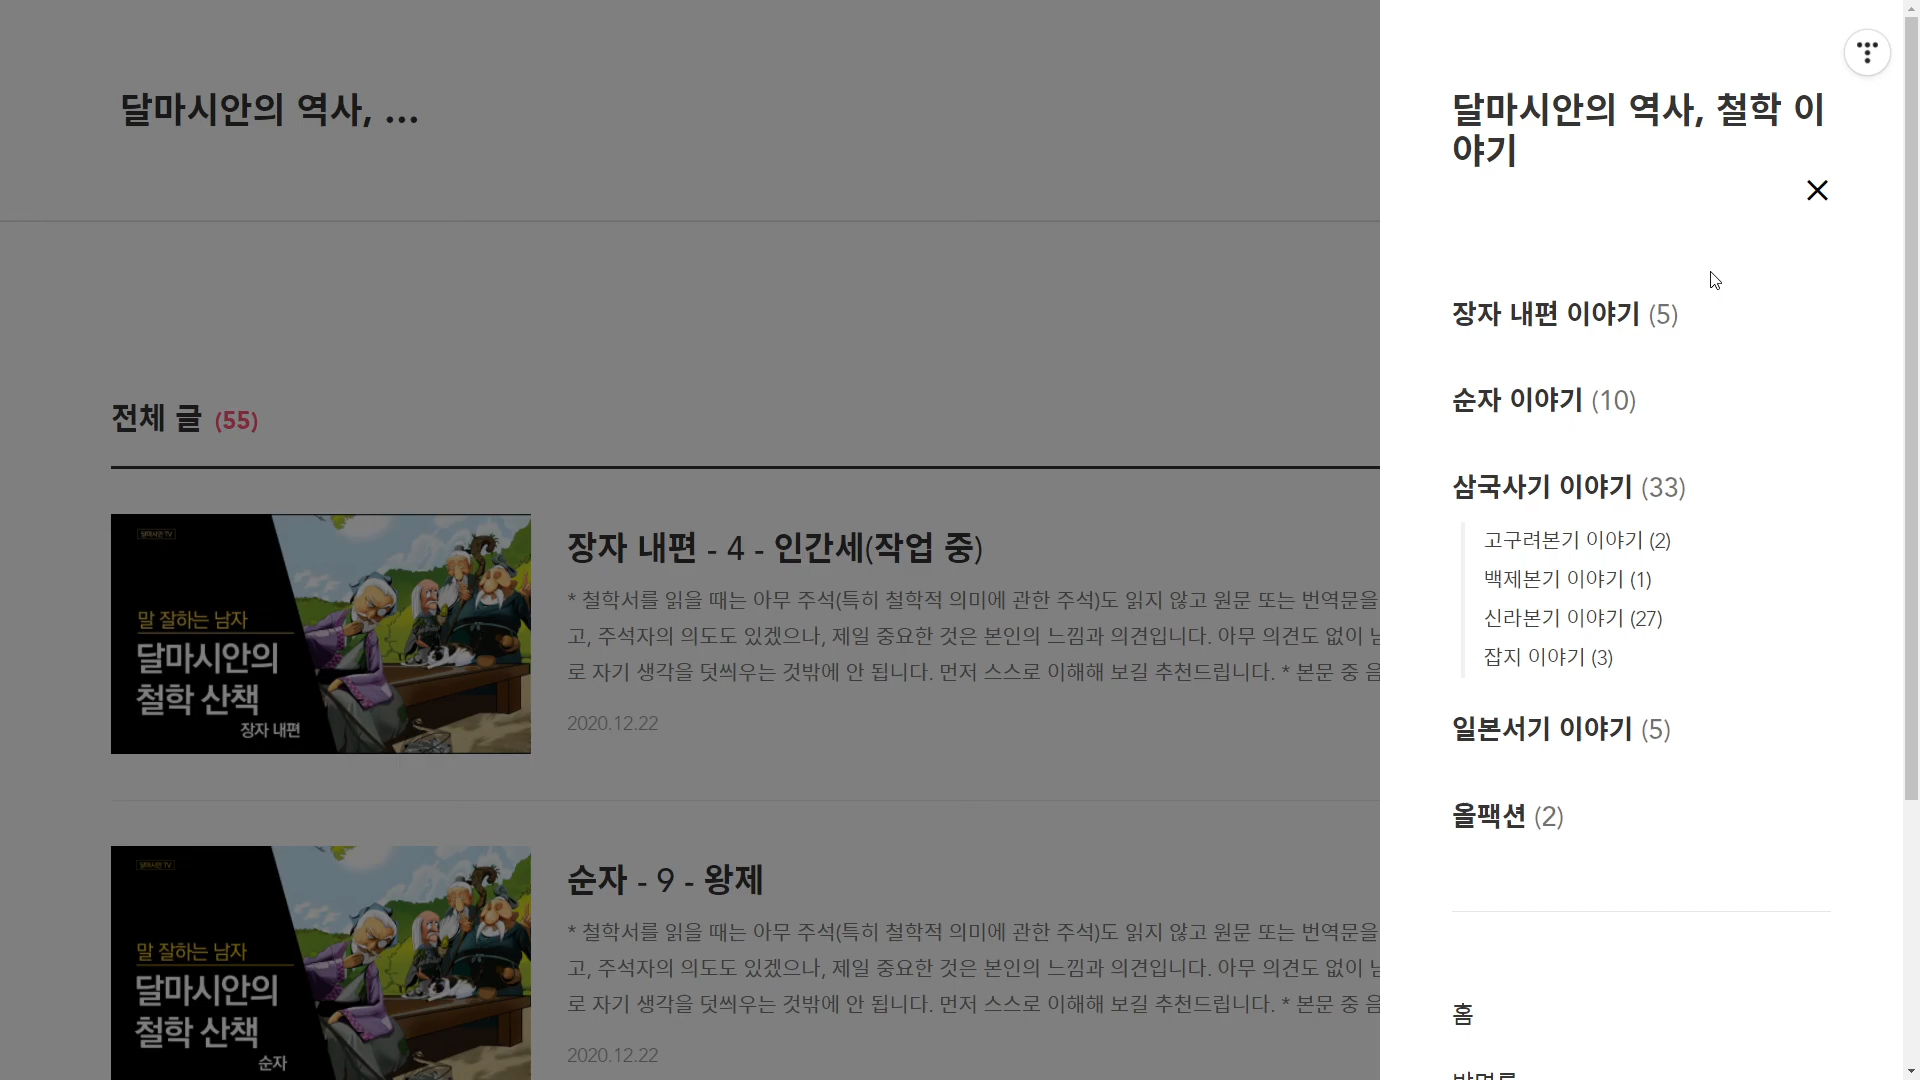 달마시안의 역사, ...
전체 글 (55)
달마시안 TV
말 잘하는 남자
달마시안의
철학 산책
장자 내편
장자 내편 - 4 - 인간세(작업 중)
* 철학서를 읽을 때는 아무 주석(특히 철학적 의미에 관한 주석)도 읽지 않고 원문 또는 번역문을
고, 주석자의 의도도 있겠으나, 제일 중요한 것은 본인의 느낌과 의견입니다. 아무 의견도 없이
로 자기 생각을 덧씌우는 것밖에 안 됩니다. 먼저 스스로 이해해 보길 추천드립니다. * 본문 중
2020.12.22
달마시안 TV
말 잘하는 남자
달마시안의
철학 산책
순자
순자 - 9 - 왕제
* 철학서를 읽을 때는 아무 주석(특히 철학적 의미에 관한 주석)도 읽지 않고 원문 또는 번역문을
고, 주석자의 의도도 있겠으나, 제일 중요한 것은 본인의 느낌과 의견입니다. 아무 의견도 없이
로 자기 생각을 덧씌우는 것밖에 안 됩니다. 먼저 스스로 이해해 보길 추천드립니다. * 본문 중
2020.12.22
달마시안의 역사, 철학 이
야기
장자 내편 이야기 (5)
순자 이야기 (10)
삼국사기 이야기 (33)
고구려본기 이야기 (2)
백제본기 이야기 (1)
신라본기 이야기 (27)
잡지 이야기 (3)
일본서기 이야기 (5)
올팩션 (2)
홈